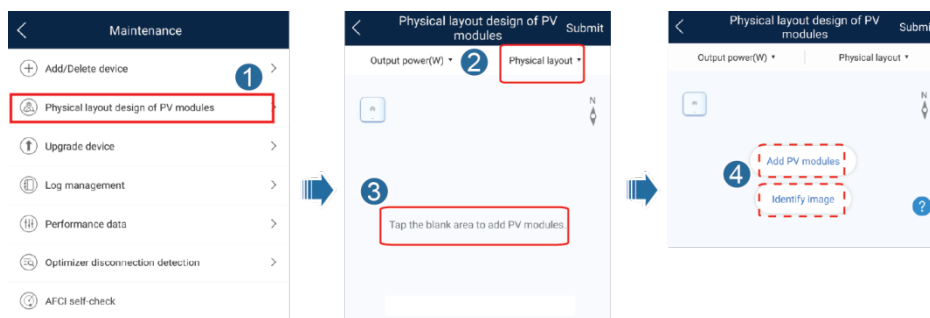 Maintenance
Add/Delete device
1
Physical layout design of PV modules
Upgrade device
Log management
Performance data
Optimizer disconnection detection
AFCI self-check
Physical layout design of PV
modules
Submit
Output power(W)
2
Physical layout
N
3
Tap the blank area to add PV modules.
Physical layout design of PV
modules
Submi
Output power(W)
Physical layout
N
Add PV modules
4
Identify image
?